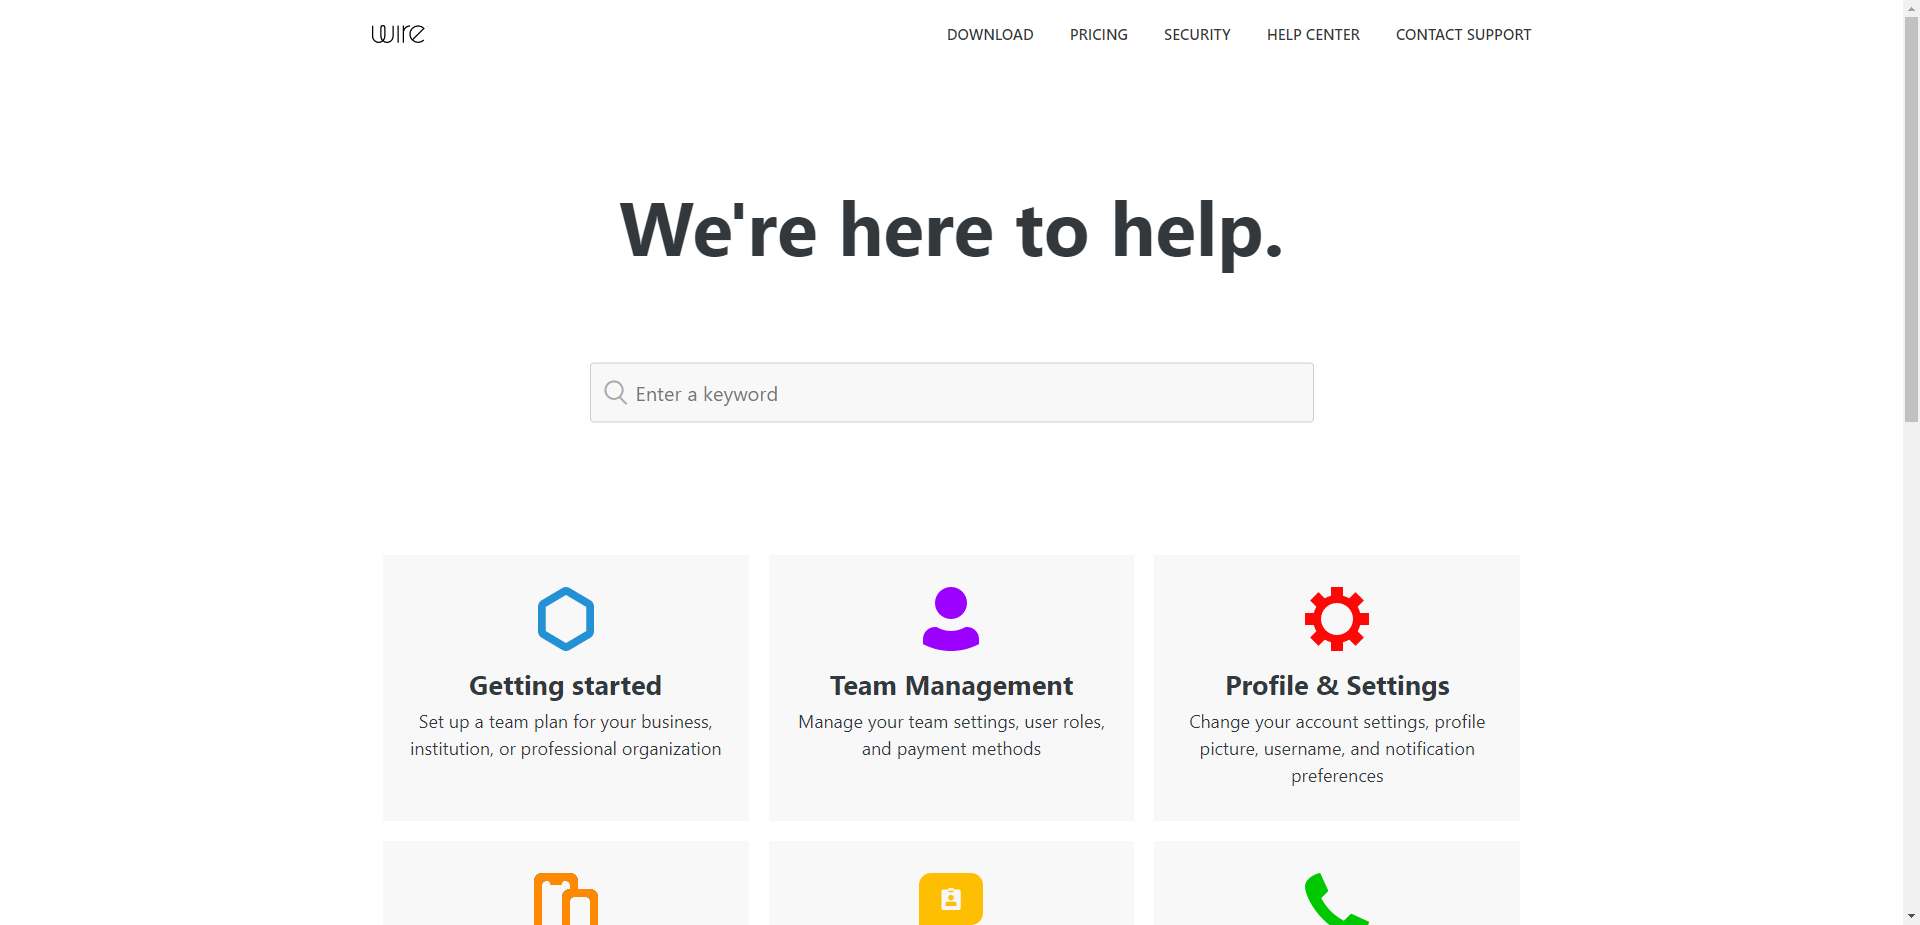 wire
DOWNLOAD PRICING SECURITY HELP CENTER CONTACT SUPPORT
We're here to help.
Enter a keyword
Getting started
Set up a team plan for your business,
institution, or professional organization
Team Management
Manage your team settings, user roles,
and payment methods
Profile & Settings
Change your account settings, profile
picture, username, and notification
preferences